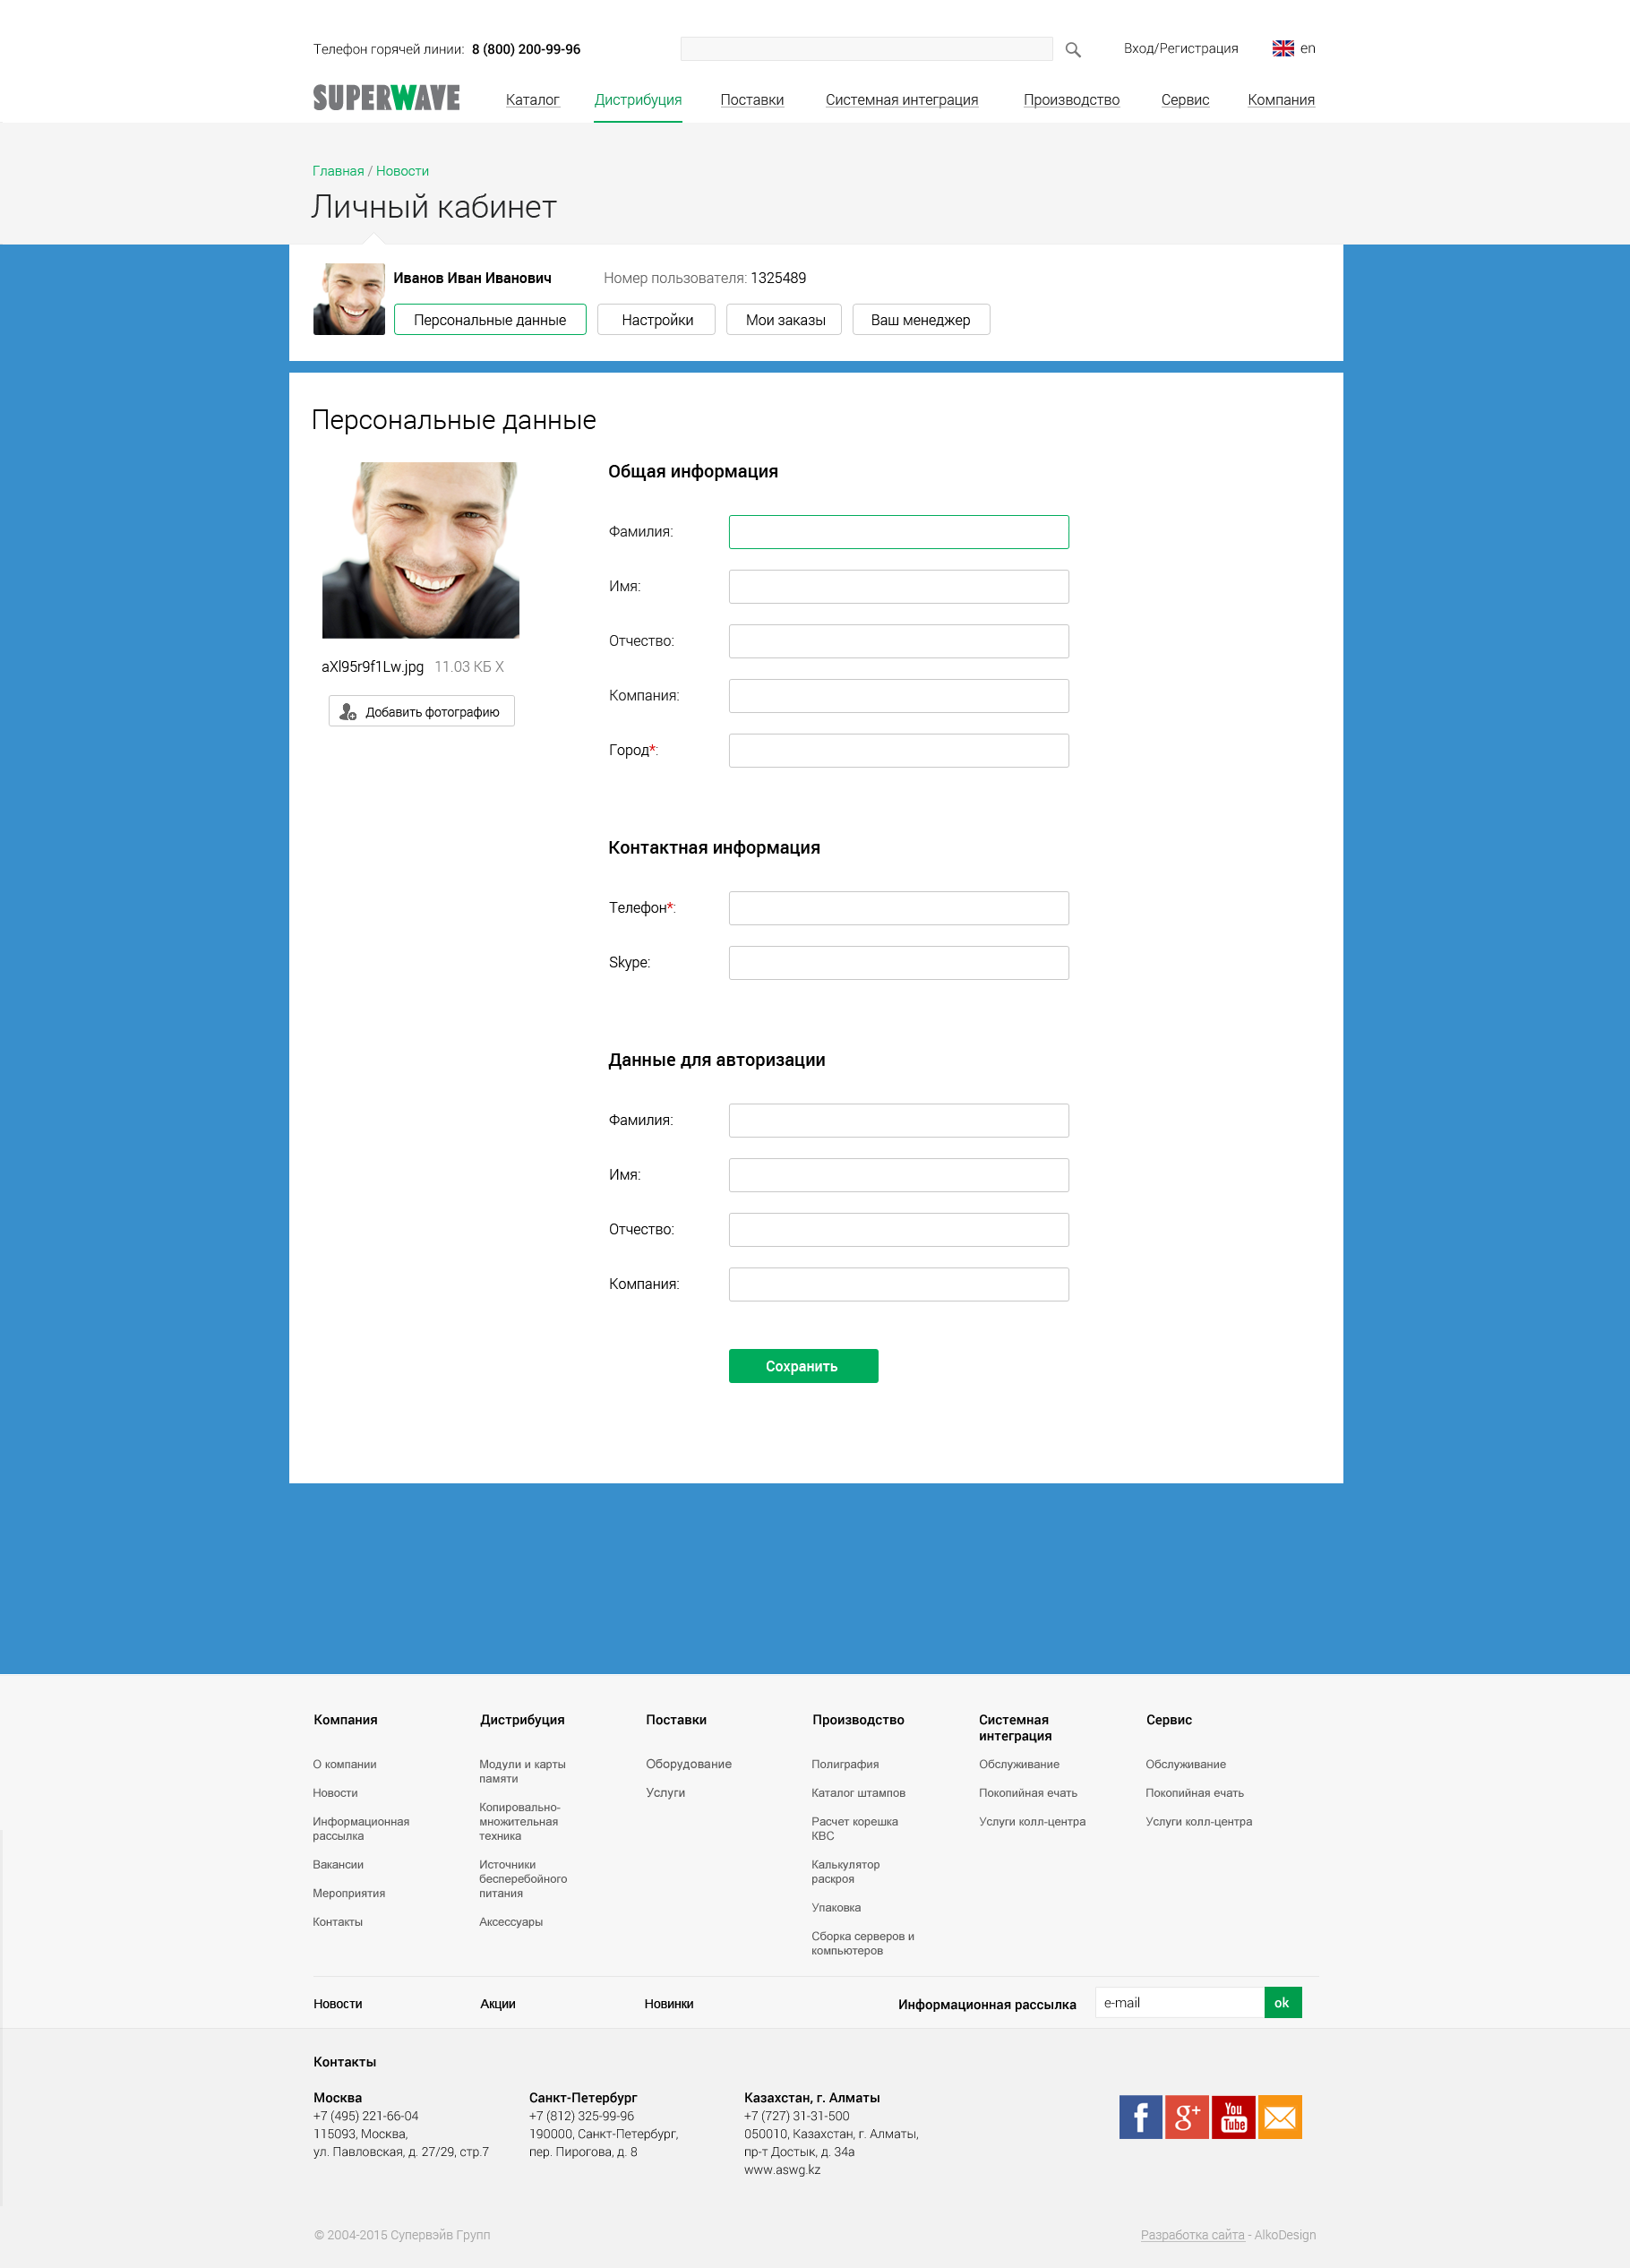 Телефон горячей линии: 8 (800) 200-99-96
Вход/Регистрация
en
SUPERWAVE
Каталог
Дистрибуция
Поставки
Системная интеграция
Производство
Сервис
Компания
Главная / Новости
Личный кабинет
Иванов Иван Иванович
Номер пользователя: 1325489
Персональные данные
Настройки
Мои заказы
Ваш менеджер
Персональные данные
aXl95r9f1Lw.jpg 11.03 КБ X
Добавить фотографию
Общая информация
Фамилия:
Имя:
Отчество:
Компания:
Город*:
Контактная информация
Телефон*:
Skype:
Данные для авторизации
Фамилия:
Имя:
Отчество:
Компания:
Сохранить
Компания
О компании
Новости
Информационная
рассылка
Вакансии
Мероприятия
Контакты
Дистрибуция
Модули и карты
памяти
Копировально-
множительная
техника
Источники
бесперебойного
питания
Аксессуары
Поставки
Оборудование
Услуги
Производство
Полиграфия
Каталог штампов
Расчет корешка
КВС
Калькулятор
раскроя
Упаковка
Сборка серверов и
компьютеров
Системная
интеграция
Обслуживание
Покопийная ечать
Услуги колл-центра
Сервис
Обслуживание
Покопийная ечать
Услуги колл-центра
Новости
Акции
Новинки
Информационная рассылка
e-mail
ok
Контакты
Москва
+7 (495) 221-66-04
115093, Москва,
ул. Павловская, д. 27/29, стр.7
Санкт-Петербург
+7 (812) 325-99-96
190000, Санкт-Петербург,
пер. Пирогова, д. 8
Казахстан, г. Алматы
+7 (727) 31-31-500
050010, Казахстан, г. Алматы,
пр-т Достык, д. 34а
www.aswg.kz
f
g+
You
Tube
© 2004-2015 Супервэйв Групп
Разработка сайта - AlkoDesign